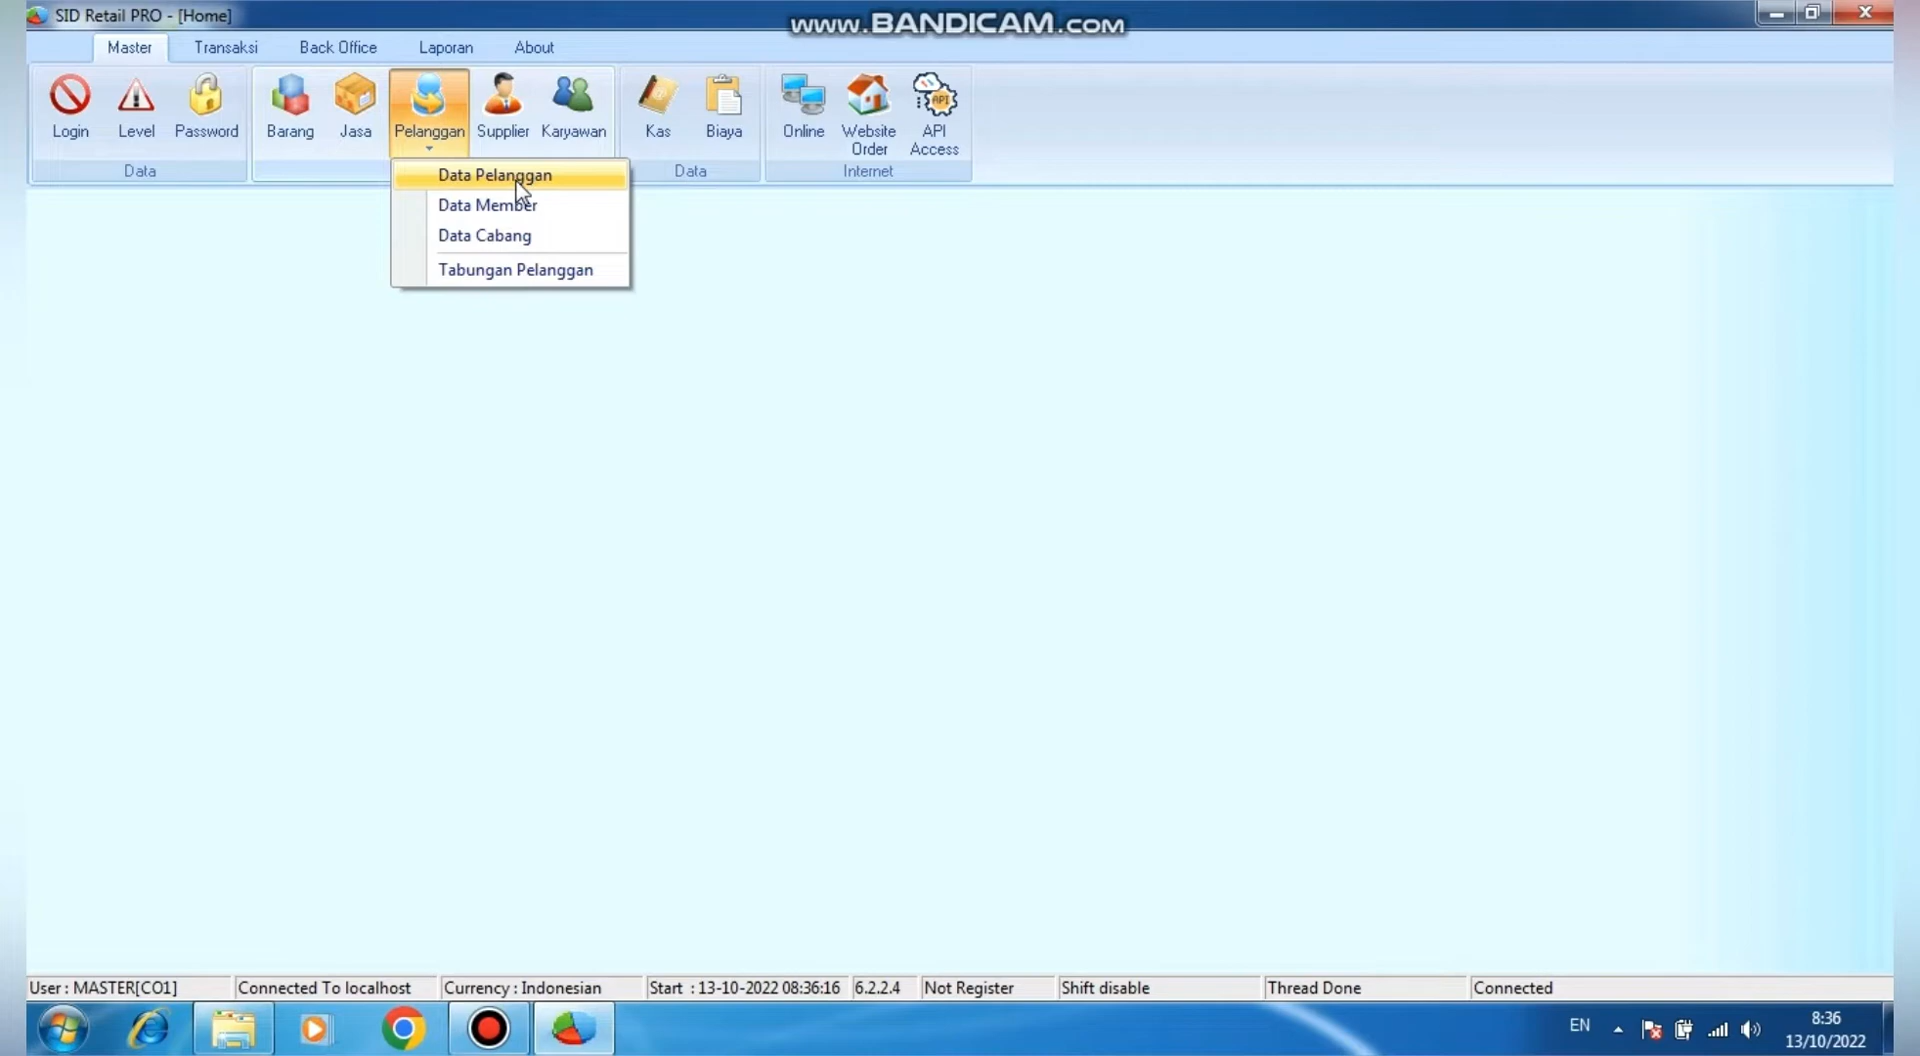 SID Retail PRO - [Home]
www.BANDICAM.com
Master Transaksi Back Office Laporan About
Login Level Password Barang Jasa Pelanggan Supplier Karyawan Kas Biaya Online Website Order API Access
Data Data Internet
Data Pelanggan
Data Member
Data Cabang
Tabungan Pelanggan
User : MASTER[CO1] Connected To localhost Currency : Indonesian Start : 13-10-2022 08:36:16 6.2.2.4 Not Register Shift disable Thread Done Connected
EN 8:36
13/10/2022